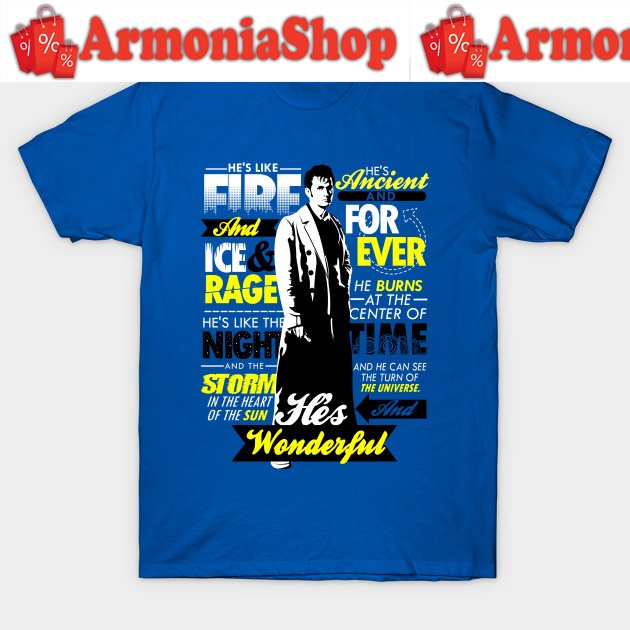 ArmoniaShop
Armon
% % %
% % %
HE'S LIKE
FIRE
And
ICE &
RAGE
HE'S LIKE THE
NIGHT
AND THE
STORM
IN THE HEART
OF THE SUN
HE'S
Ancient
AND
FOR
EVER
HE BURNS
AT THE
CENTER OF
TIME
AND HE CAN SEE
THE TURN OF
THE UNIVERSE.
And
He's
Wonderful